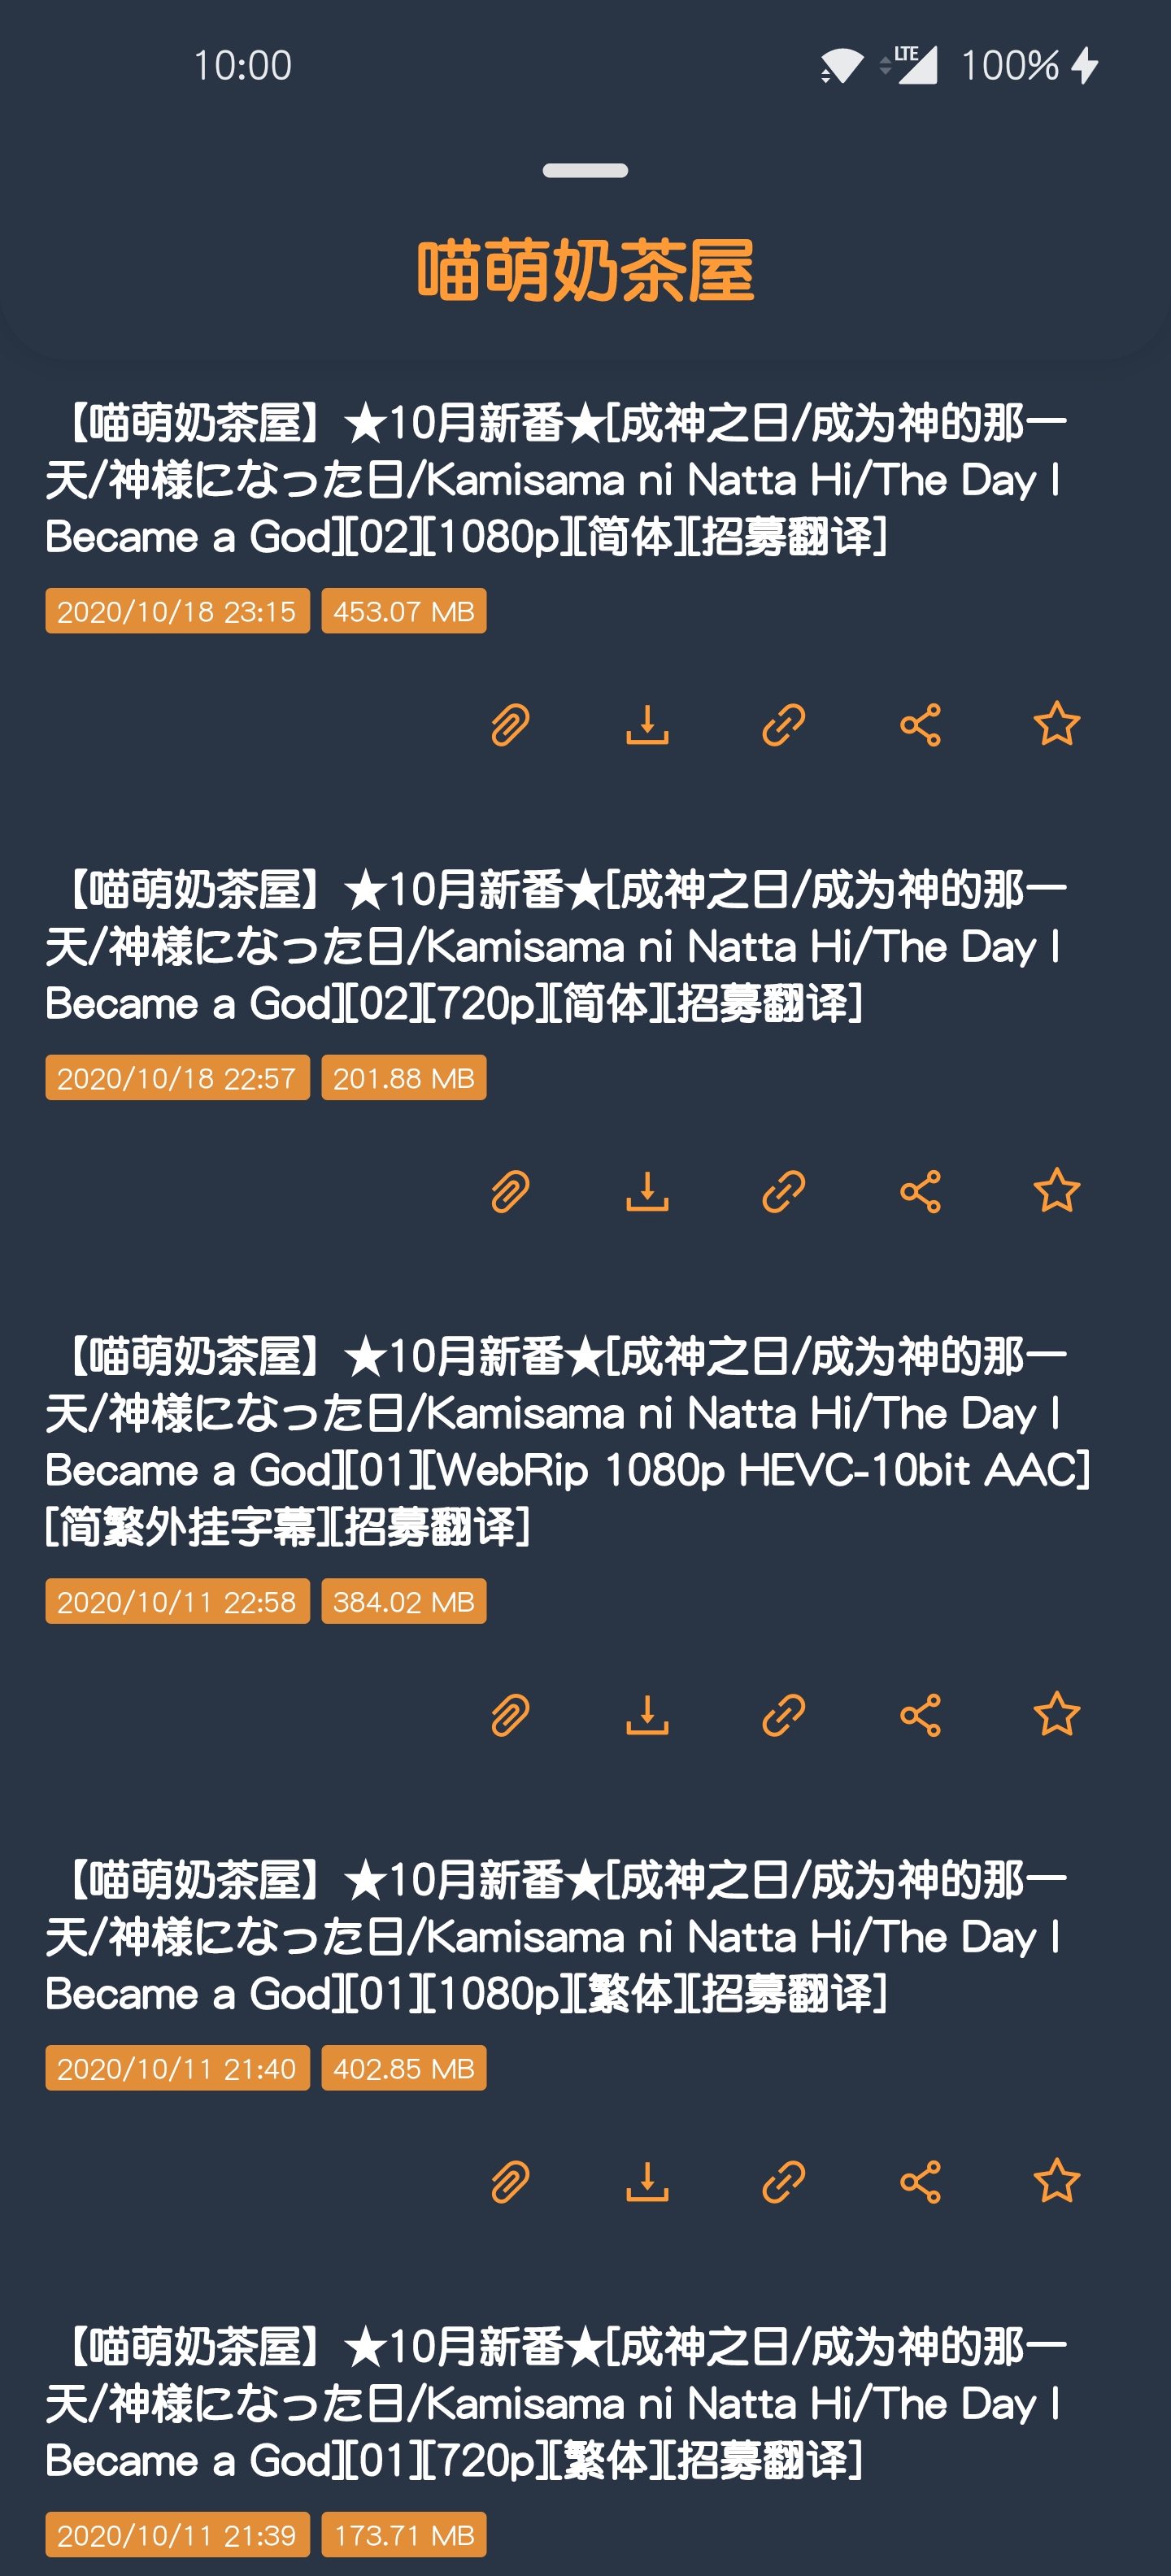 10:00
LTE 100%
喵萌奶茶屋
【喵萌奶茶屋】★10月新番★[成神之日/成为神的那一
天/神様になった日/Kamisama ni Natta Hi/The Day I
Became a God][02][1080p][简体][招募翻译]
2020/10/18 23:15 453.07 MB
【喵萌奶茶屋】★10月新番★[成神之日/成为神的那一
天/神様になった日/Kamisama ni Natta Hi/The Day I
Became a God][02][720p][简体][招募翻译]
2020/10/18 22:57 201.88 MB
【喵萌奶茶屋】★10月新番★[成神之日/成为神的那一
天/神様になった日/Kamisama ni Natta Hi/The Day I
Became a God][01][WebRip 1080p HEVC-10bit AAC]
[简繁外挂字幕][招募翻译]
2020/10/11 22:58 384.02 MB
【喵萌奶茶屋】★10月新番★[成神之日/成为神的那一
天/神様になった日/Kamisama ni Natta Hi/The Day I
Became a God][01][1080p][繁体][招募翻译]
2020/10/11 21:40 402.85 MB
【喵萌奶茶屋】★10月新番★[成神之日/成为神的那一
天/神様になった日/Kamisama ni Natta Hi/The Day I
Became a God][01][720p][繁体][招募翻译]
2020/10/11 21:39 173.71 MB